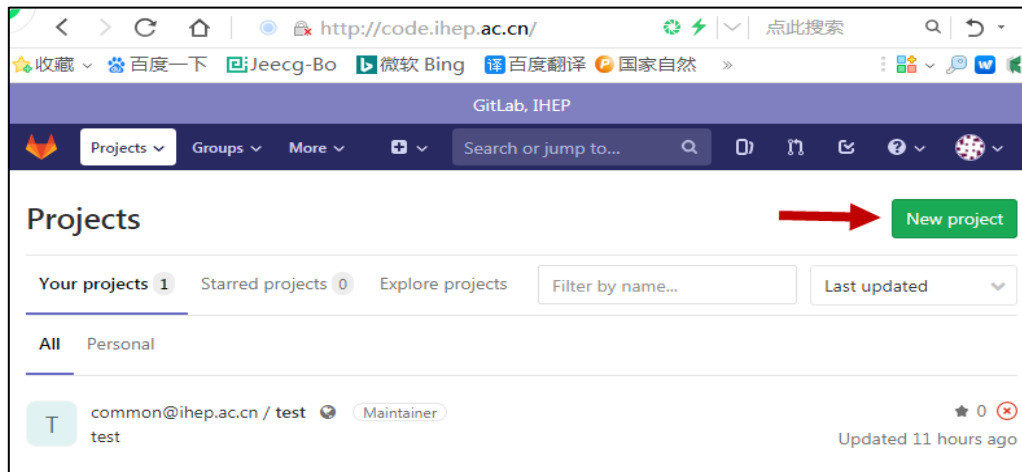 http://code.ihep.ac.cn/ 点此搜索
收藏 百度一下 Jeecg-Bo 微软 Bing 译 百度翻译 国家自然 »
GitLab, IHEP
Projects Groups More Search or jump to...
Projects New project
Your projects 1 Starred projects 0 Explore projects Filter by name... Last updated
All Personal
T common@ihep.ac.cn / test Maintainer 0
test Updated 11 hours ago